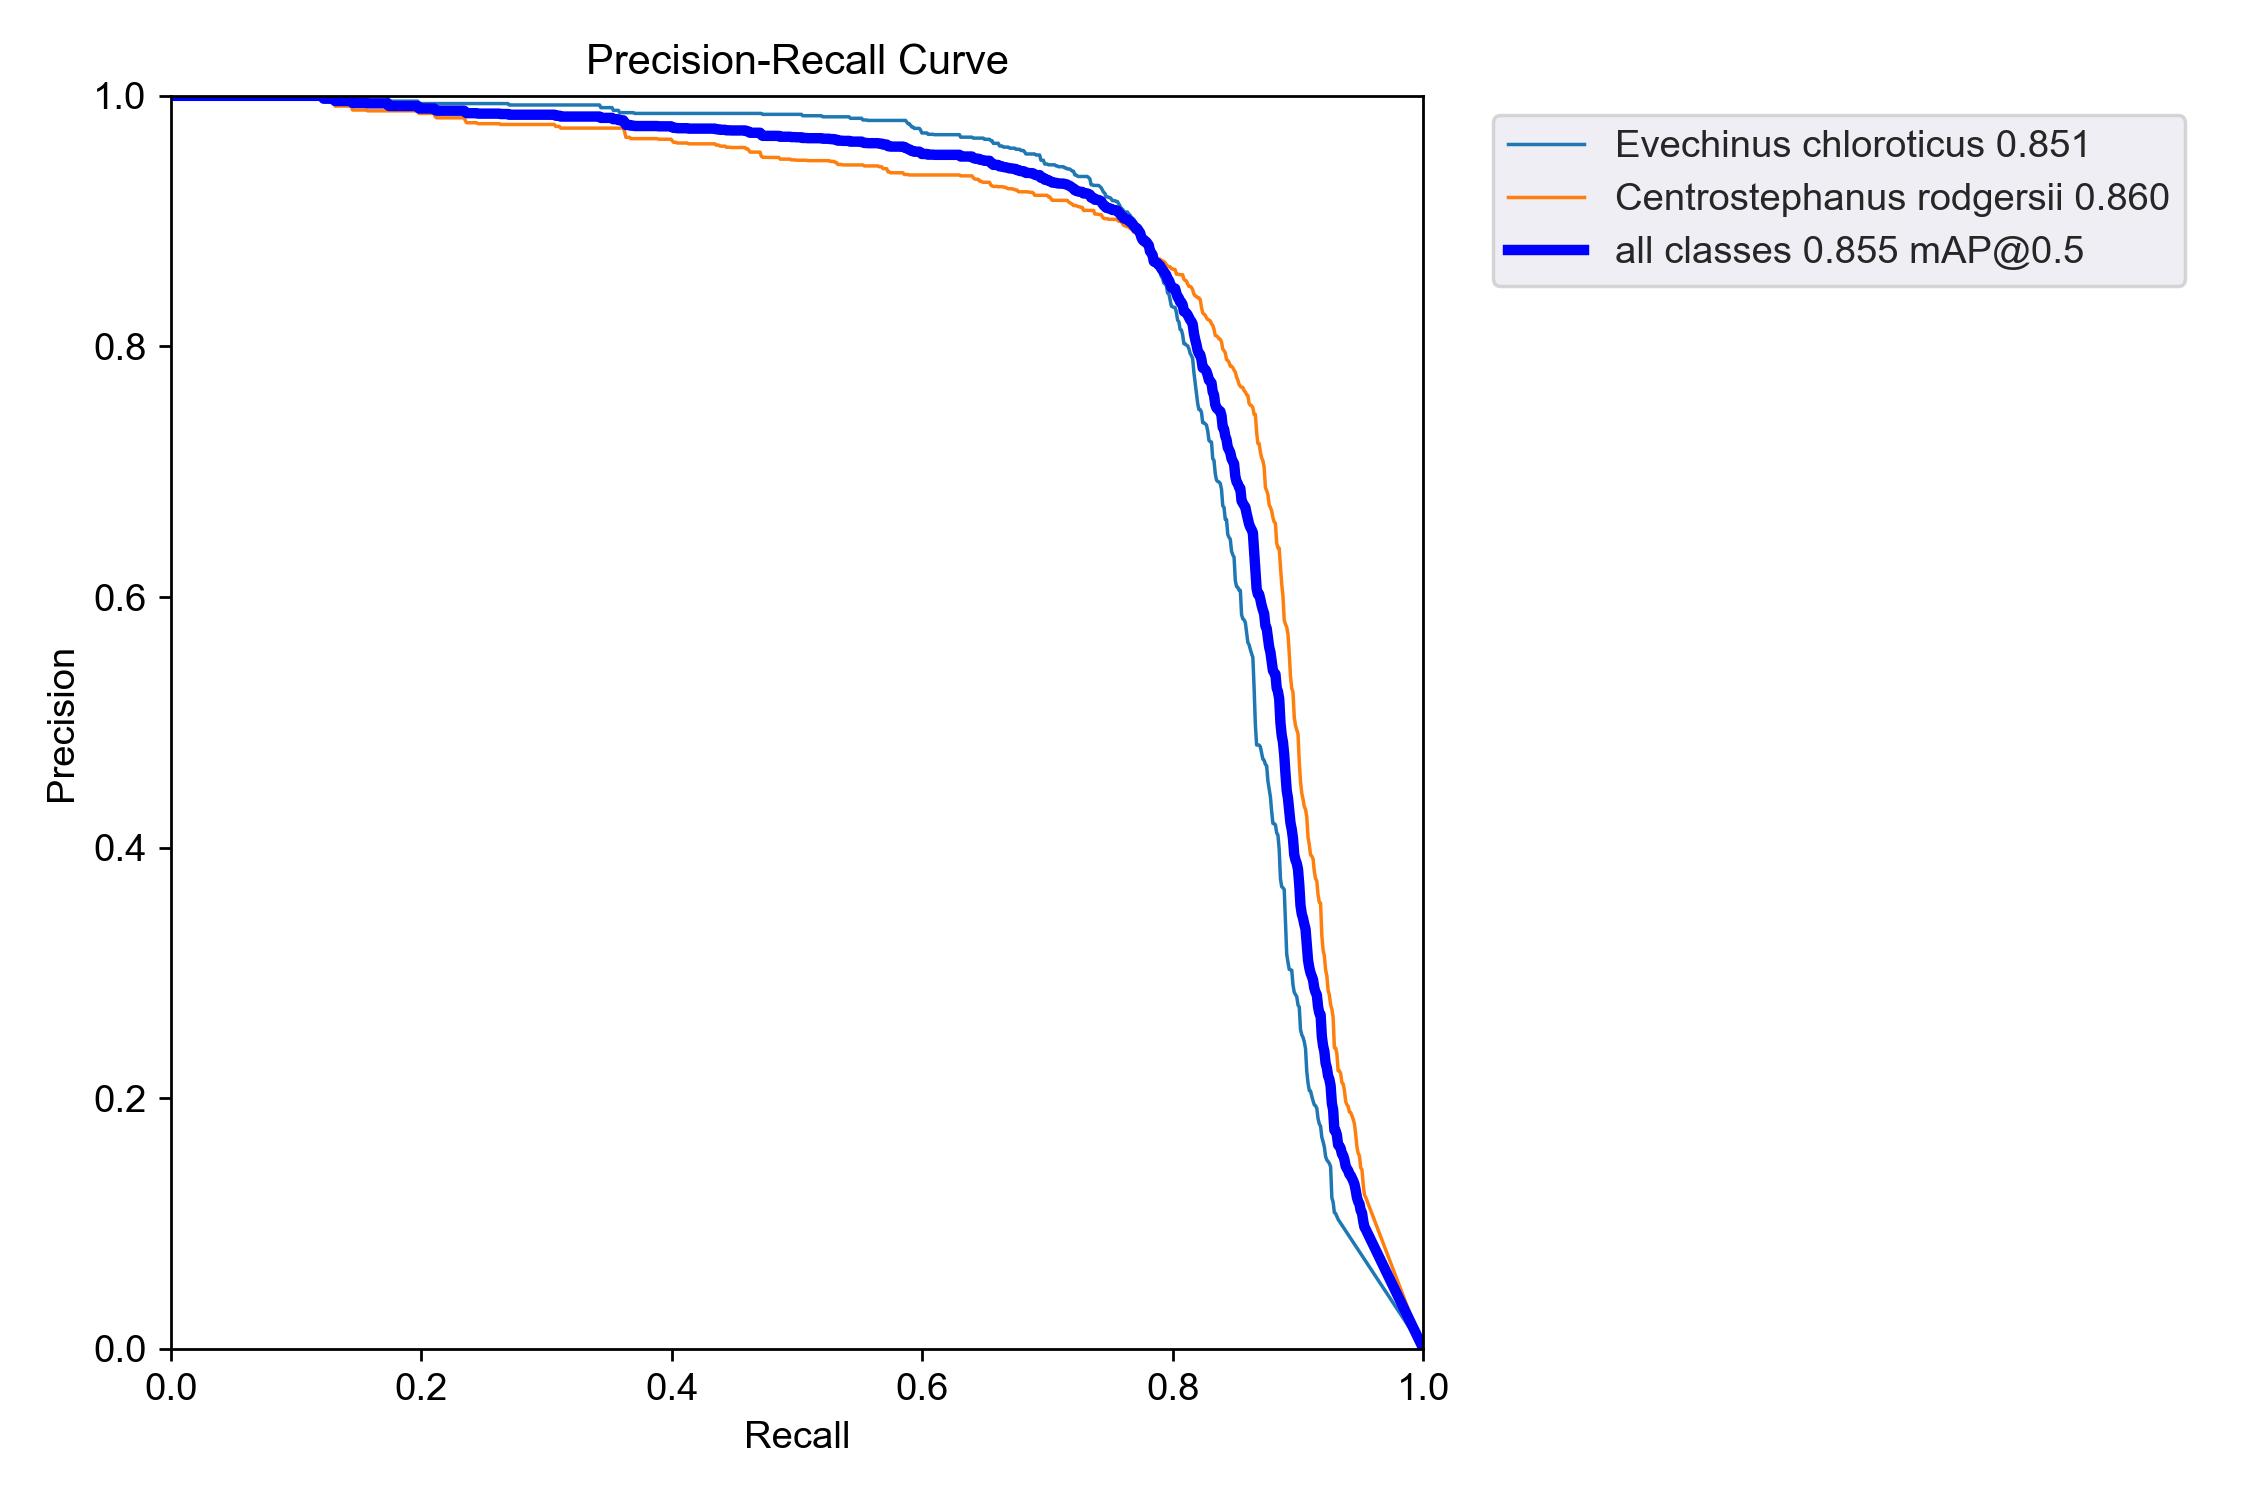 Precision-Recall Curve
1.0
0.8
0.6
0.4
0.2
0.0
Precision
0.0 0.2 0.4 0.6 0.8 1.0
Recall
Evechinus chloroticus 0.851
Centrostephanus rodgersii 0.860
all classes 0.855 mAP@0.5